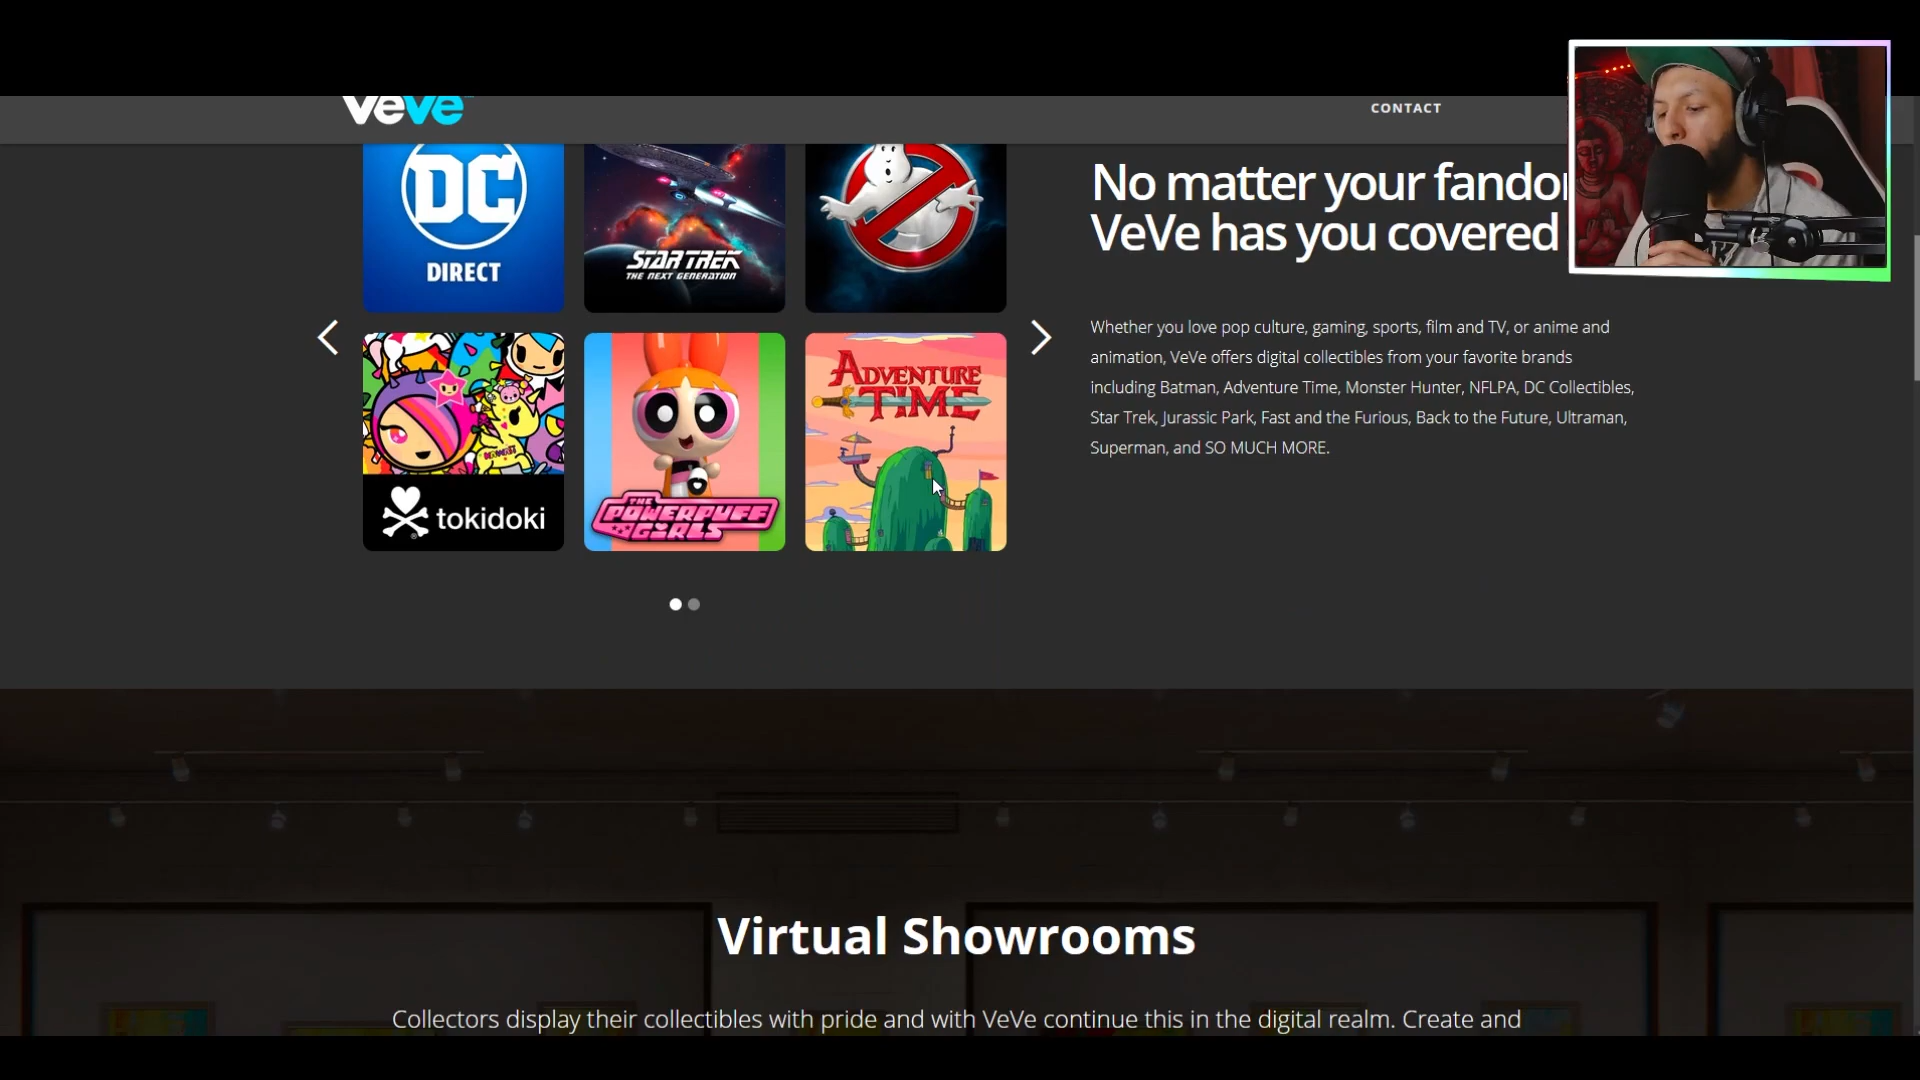 veve
CONTACT
DC
DIRECT
STAR TREK
THE NEXT GENERATION
No matter your
VeVe has you covered
Whether you love pop culture, gaming, sports, film and TV, or anime and
animation, VeVe offers digital collectibles from your favorite brands
including Batman, Adventure Time, Monster Hunter, NFLPA, DC Collectibles,
Star Trek, Jurassic Park, Fast and the Furious, Back to the Future, Ultraman,
Superman, and SO MUCH MORE.
tokidoki
THE
POWERPUFF
GIRLS
ADVENTURE
TIME
Virtual Showrooms
Collectors display their collectibles with pride and with VeVe continue this in the digital realm. Create and